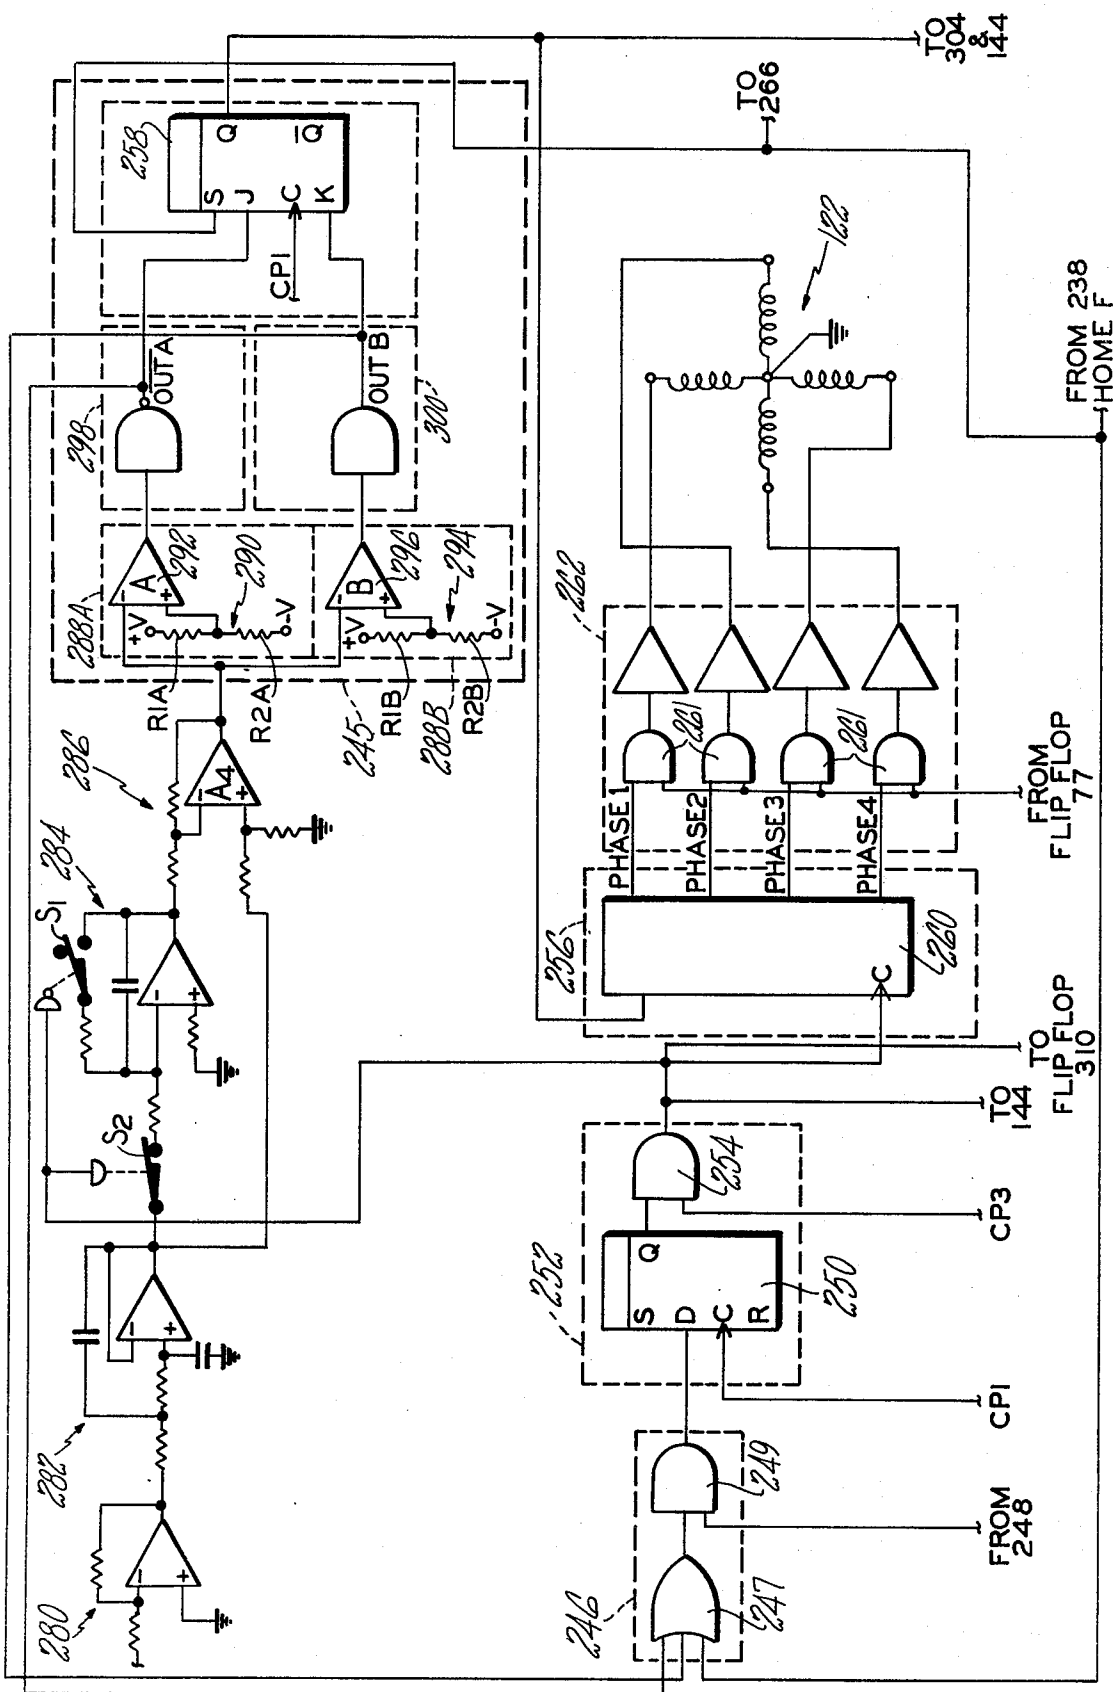 TO
304
&
144
TO
266
258
S
J
C
K
Q
Q̅
CP1
298
O̅U̅T̅ A̅
300
OUT B
288A
A
-
+
292
290
+V
-V
R1A
R2A
B
-
+
296
294
+V
-V
R1B
R2B
245
288B
286
A4
-
+
284
S1
-
+
S2
282
-
+
280
-
+
122
262
261
261
FROM
FLIP FLOP
77
PHASE 1
PHASE 2
PHASE 3
PHASE 4
256
260
C
TO
FLIP FLOP
310
TO
144
254
252
CP3
S
D
C
R
Q
250
CP1
249
246
247
FROM
248
FROM 238
HOME F